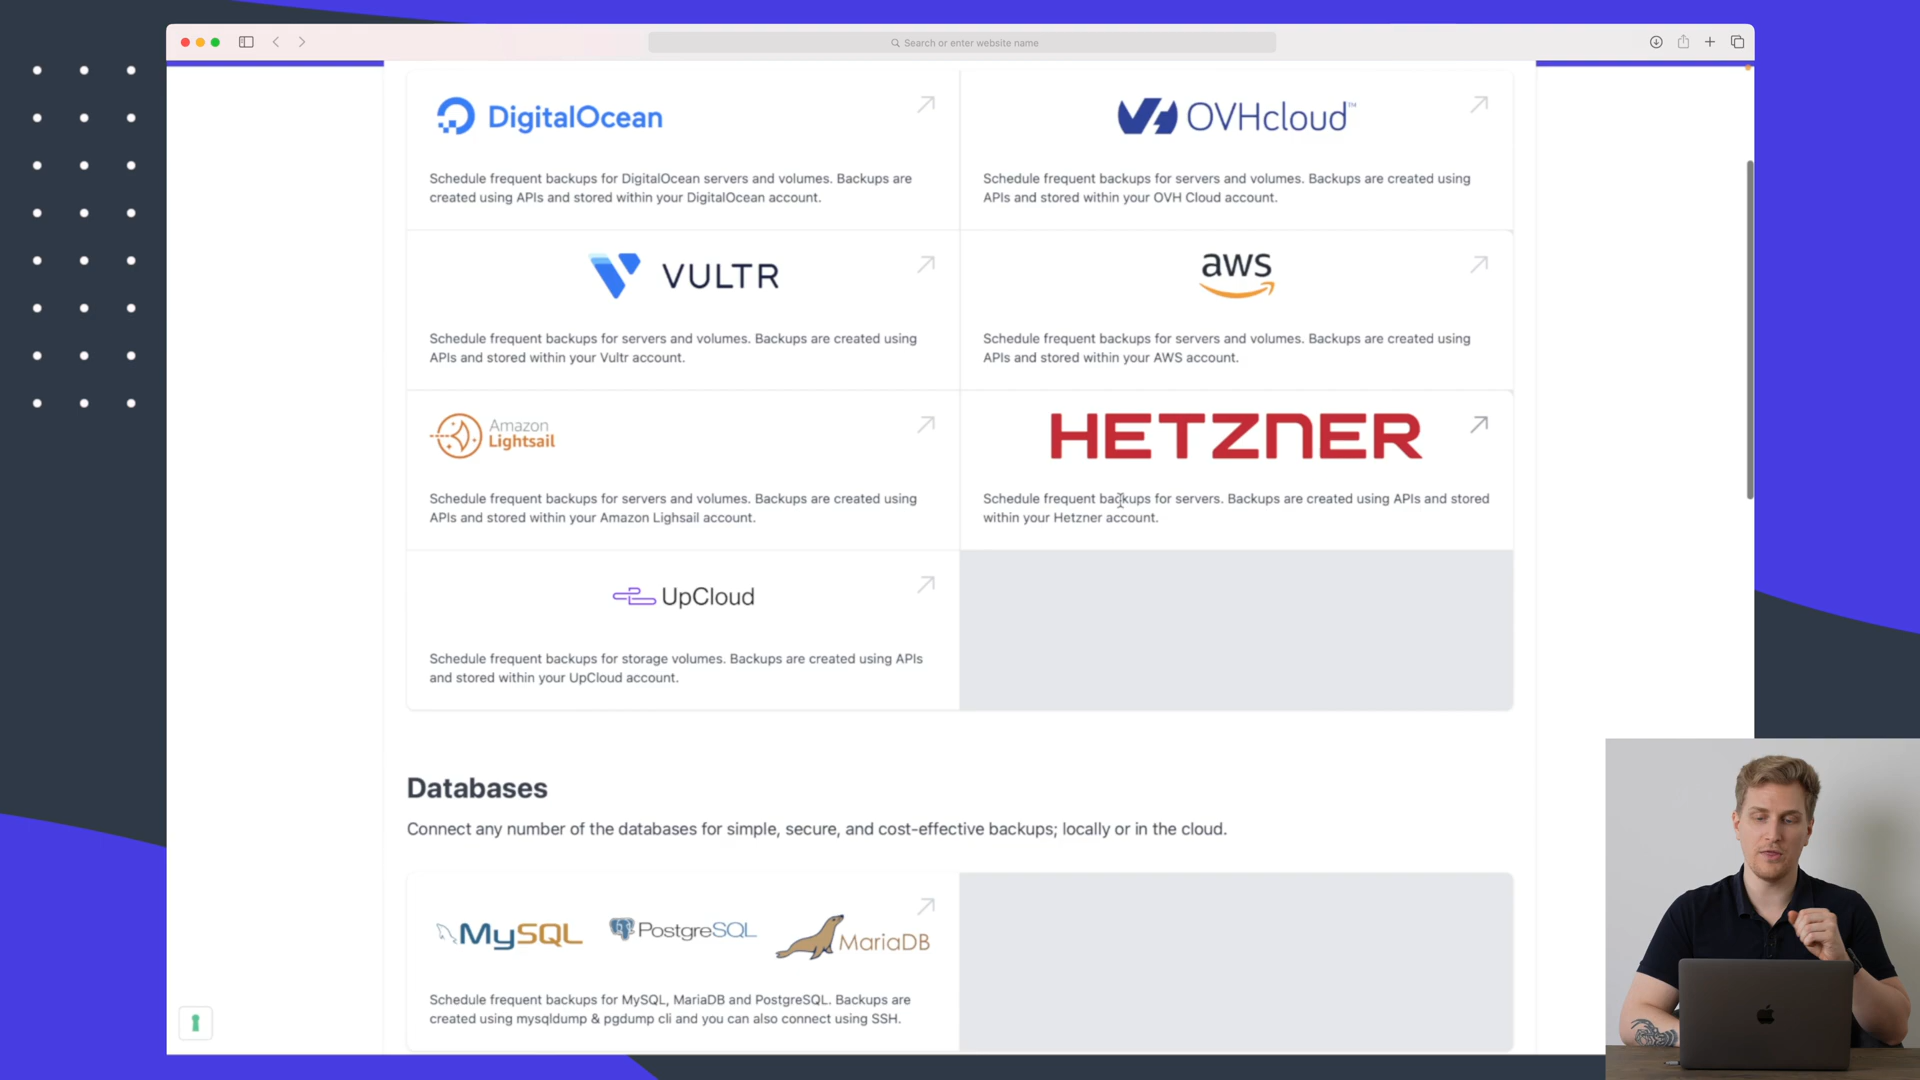 Search or enter website name
DigitalOcean
Schedule frequent backups for DigitalOcean servers and volumes. Backups are
created using APIs and stored within your DigitalOcean account.
OVHcloud™
Schedule frequent backups for servers and volumes. Backups are created using
APIs and stored within your OVH Cloud account.
VULTR
Schedule frequent backups for servers and volumes. Backups are created using
APIs and stored within your Vultr account.
aws
Schedule frequent backups for servers and volumes. Backups are created using
APIs and stored within your AWS account.
Amazon
Lightsail
Schedule frequent backups for servers and volumes. Backups are created using
APIs and stored within your Amazon Lighsail account.
HETZNER
Schedule frequent backups for servers. Backups are created using APIs and stored
within your Hetzner account.
UpCloud
Schedule frequent backups for storage volumes. Backups are created using APIs
and stored within your UpCloud account.
Databases
Connect any number of the databases for simple, secure, and cost-effective backups; locally or in the cloud.
MySQL
PostgreSQL
MariaDB
Schedule frequent backups for MySQL, MariaDB and PostgreSQL. Backups are
created using mysqldump & pgdump cli and you can also connect using SSH.